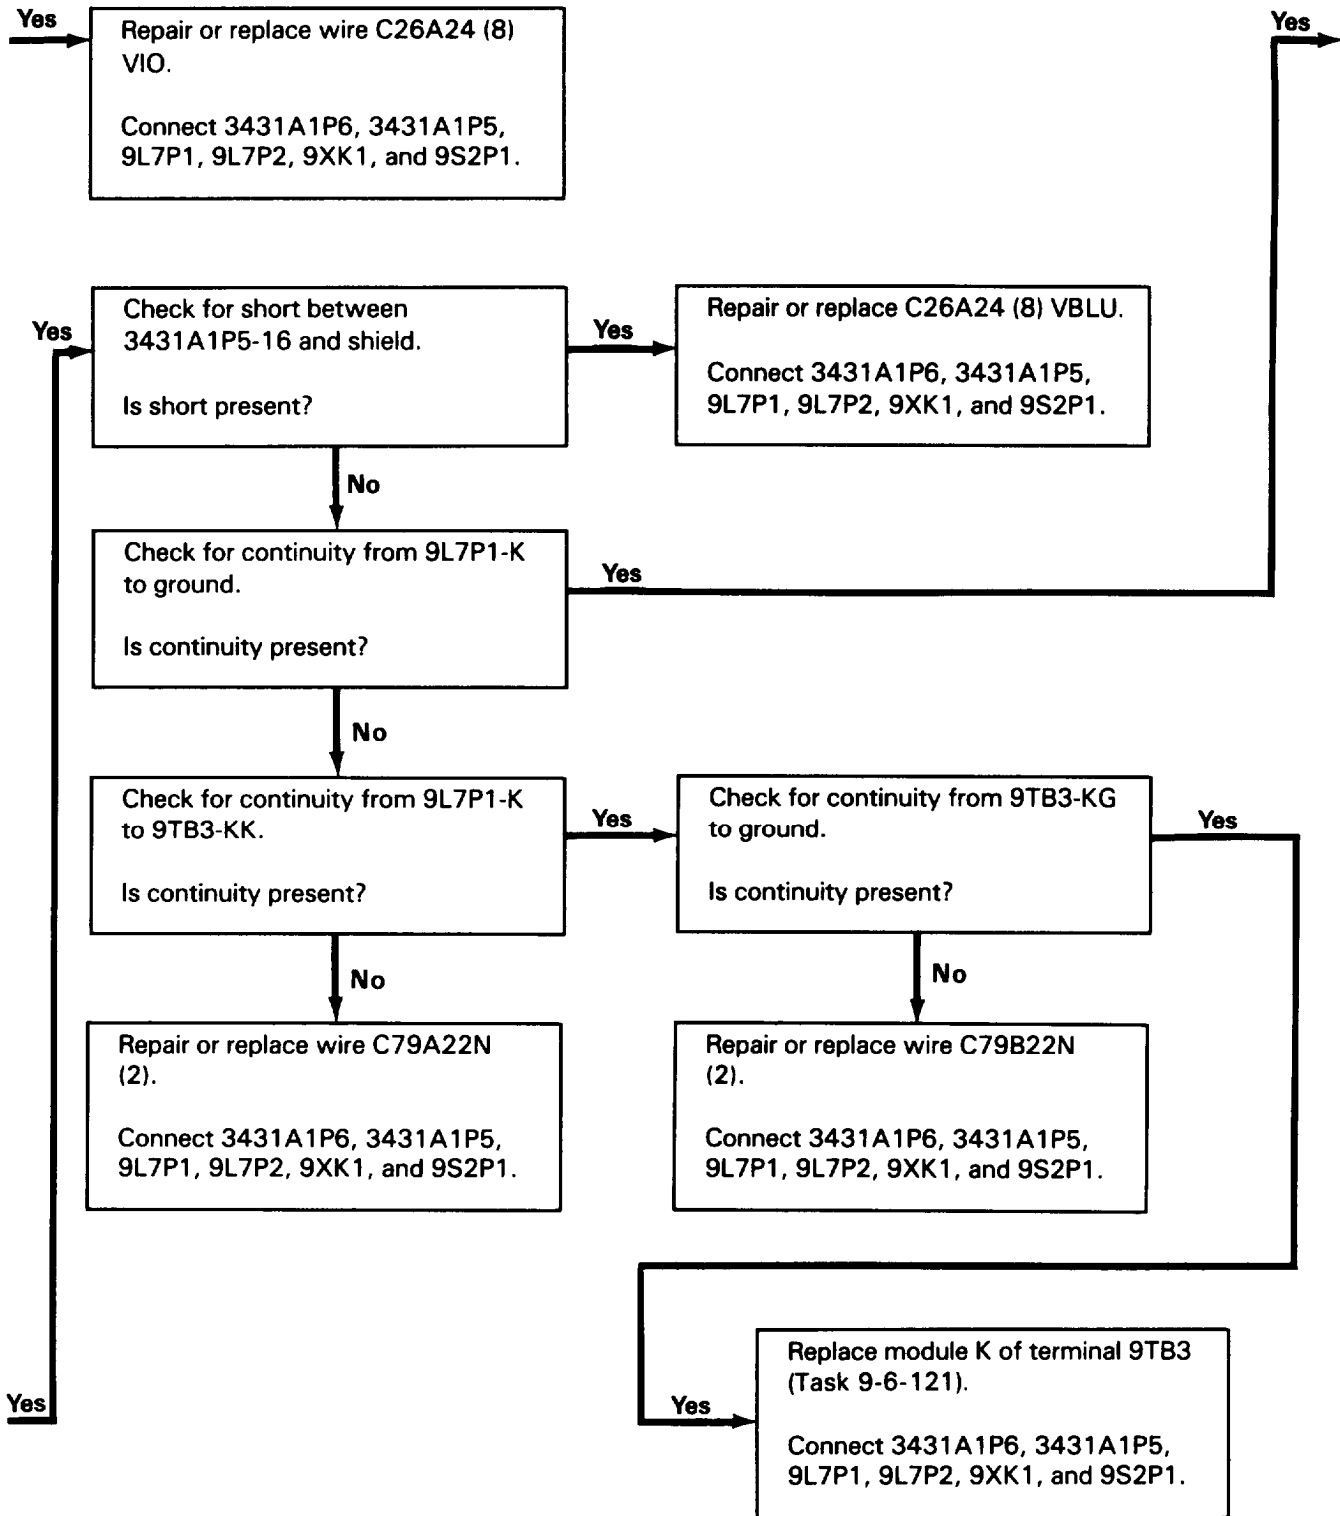 Yes
Repair or replace wire C26A24 (8)
VIO.
Connect 3431A1P6, 3431A1P5,
9L7P1, 9L7P2, 9XK1, and 9S2P1.
Yes
Yes
Check for short between
3431A1P5-16 and shield.
Is short present?
Yes
Repair or replace C26A24 (8) VBLU.
Connect 3431A1P6, 3431A1P5,
9L7P1, 9L7P2, 9XK1, and 9S2P1.
No
Check for continuity from 9L7P1-K
to ground.
Is continuity present?
Yes
No
Check for continuity from 9L7P1-K
to 9TB3-KK.
Is continuity present?
Yes
Check for continuity from 9TB3-KG
to ground.
Is continuity present?
Yes
No
No
Repair or replace wire C79A22N
(2).
Connect 3431A1P6, 3431A1P5,
9L7P1, 9L7P2, 9XK1, and 9S2P1.
Repair or replace wire C79B22N
(2).
Connect 3431A1P6, 3431A1P5,
9L7P1, 9L7P2, 9XK1, and 9S2P1.
Yes
Yes
Replace module K of terminal 9TB3
(Task 9-6-121).
Connect 3431A1P6, 3431A1P5,
9L7P1, 9L7P2, 9XK1, and 9S2P1.